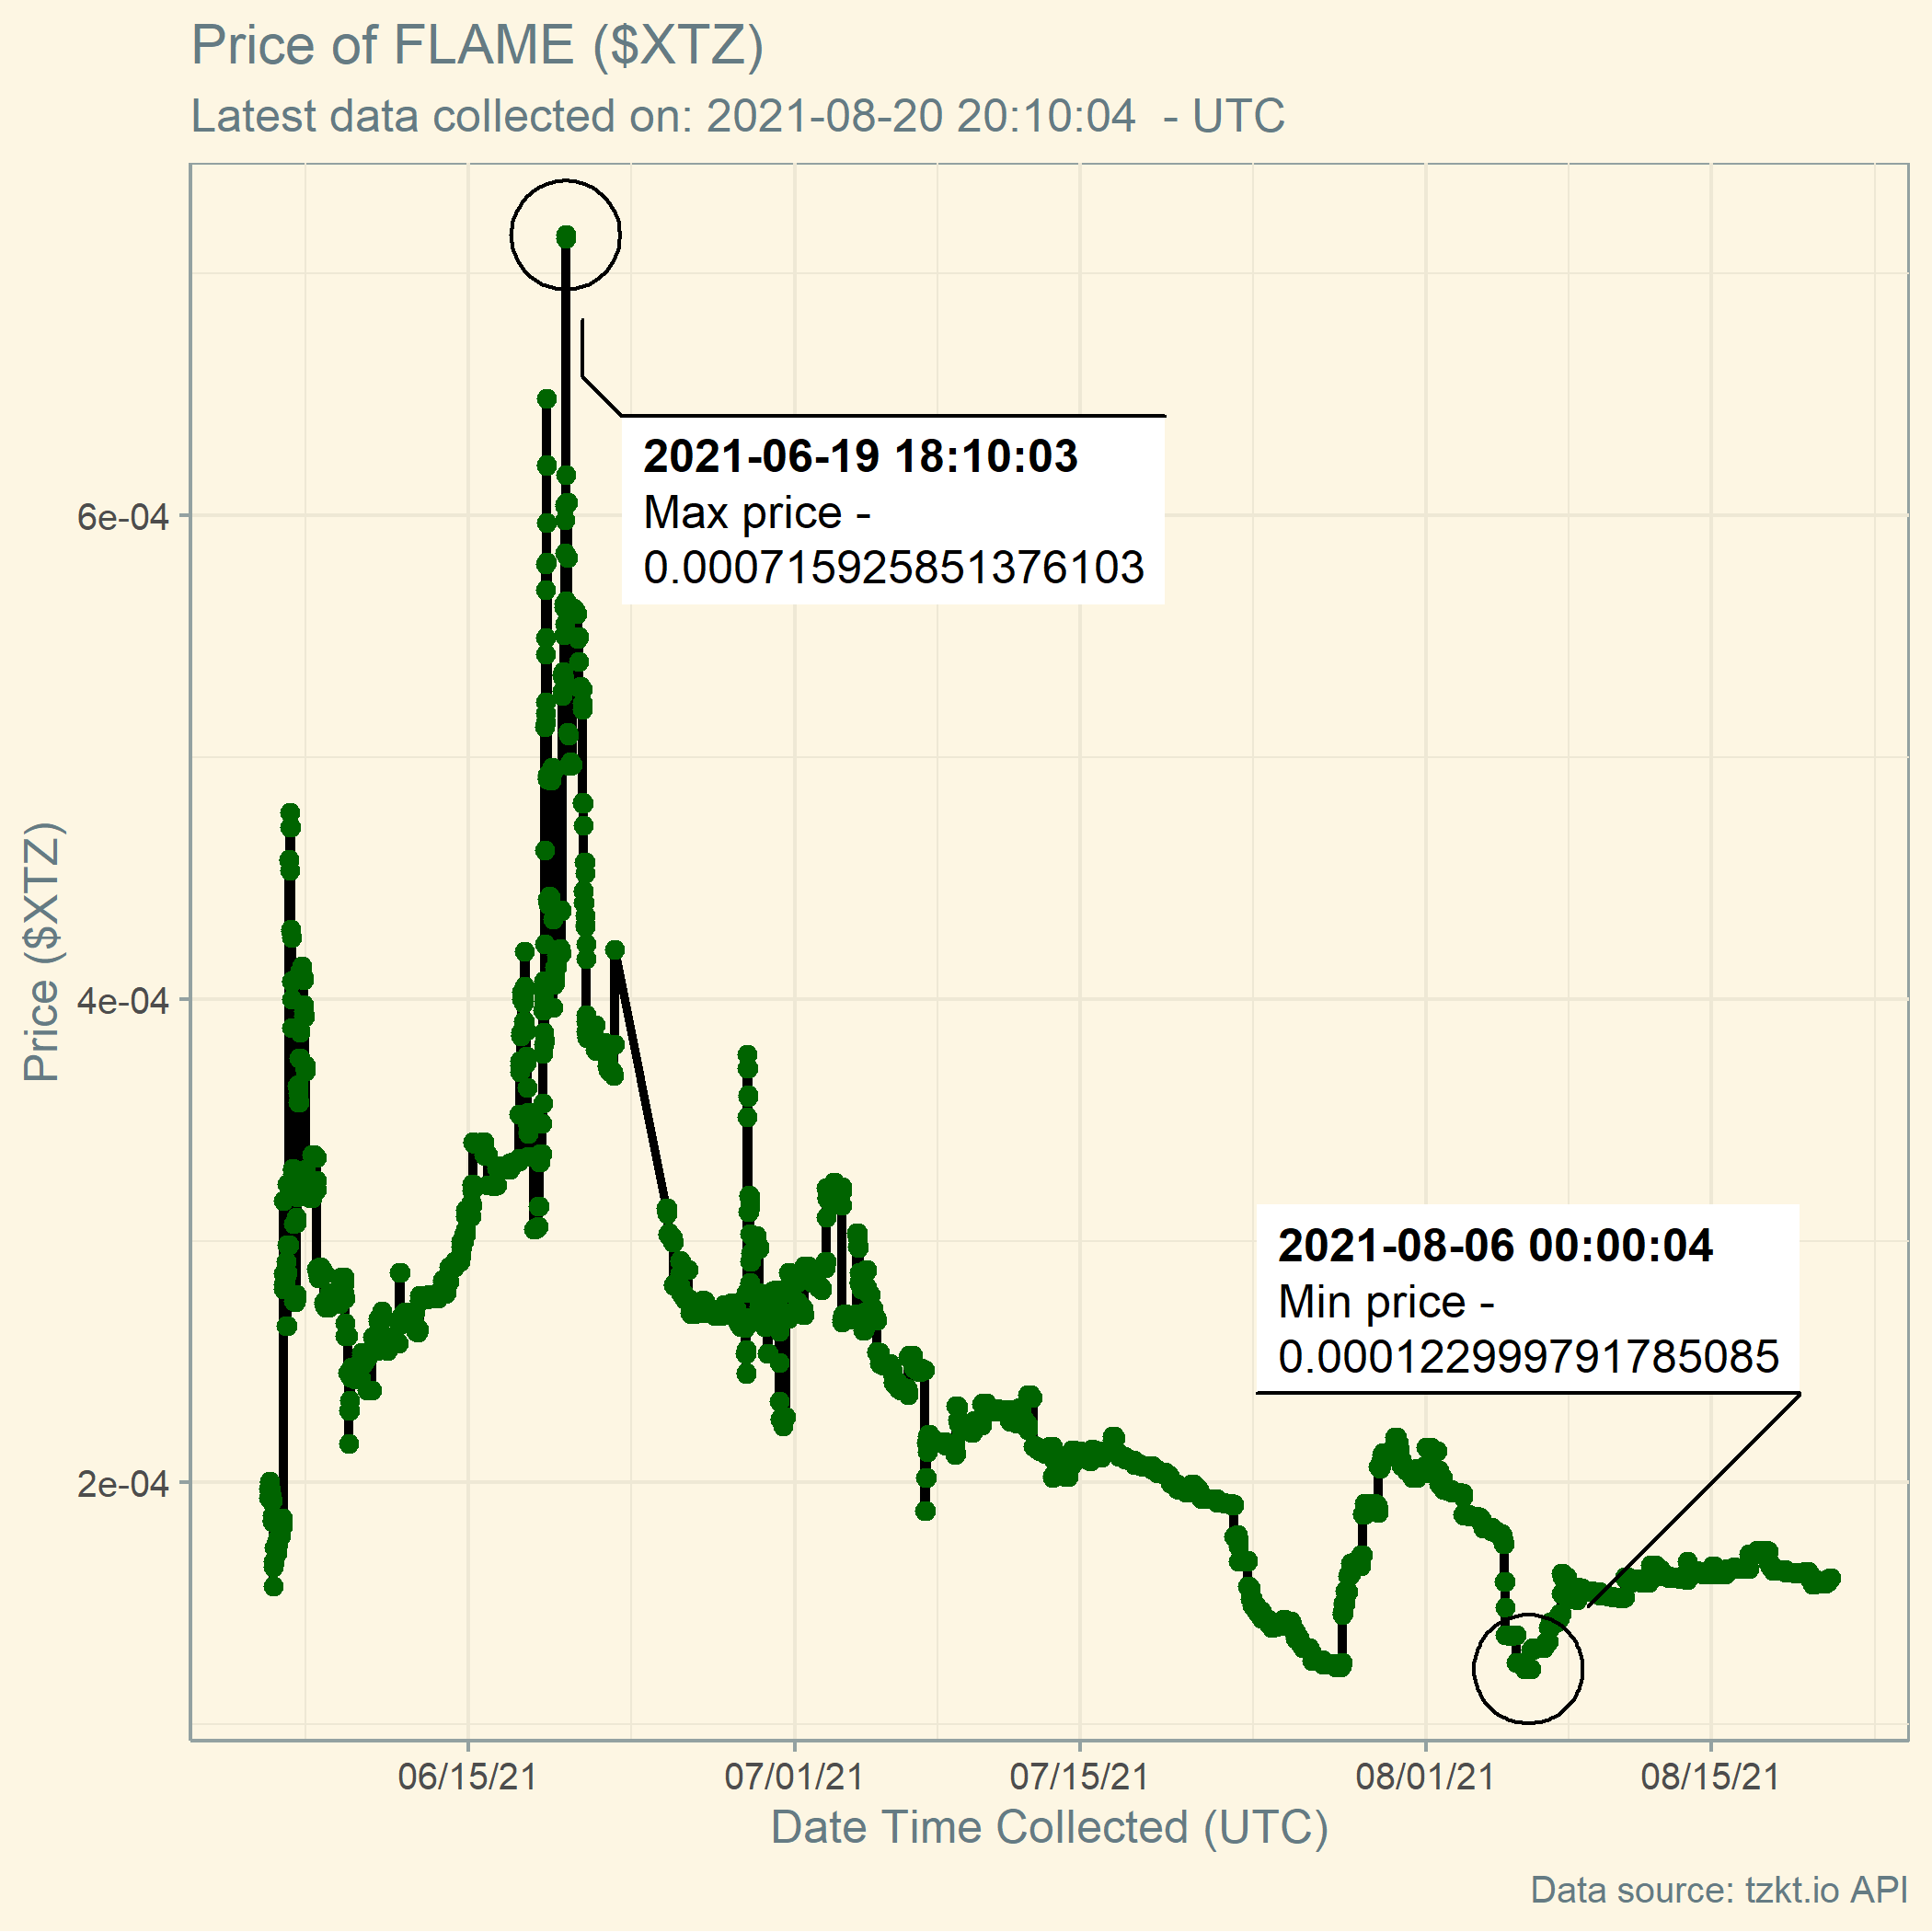 Price of FLAME ($XTZ)
Latest data collected on: 2021-08-20 20:10:04 - UTC
2021-06-19 18:10:03
Max price -
0.000715925851376103
6e-04
4e-04
2e-04
Price ($XTZ)
2021-08-06 00:00:04
Min price -
0.000122999791785085
06/15/21
07/01/21
07/15/21
08/01/21
08/15/21
Date Time Collected (UTC)
Data source: tzkt.io API